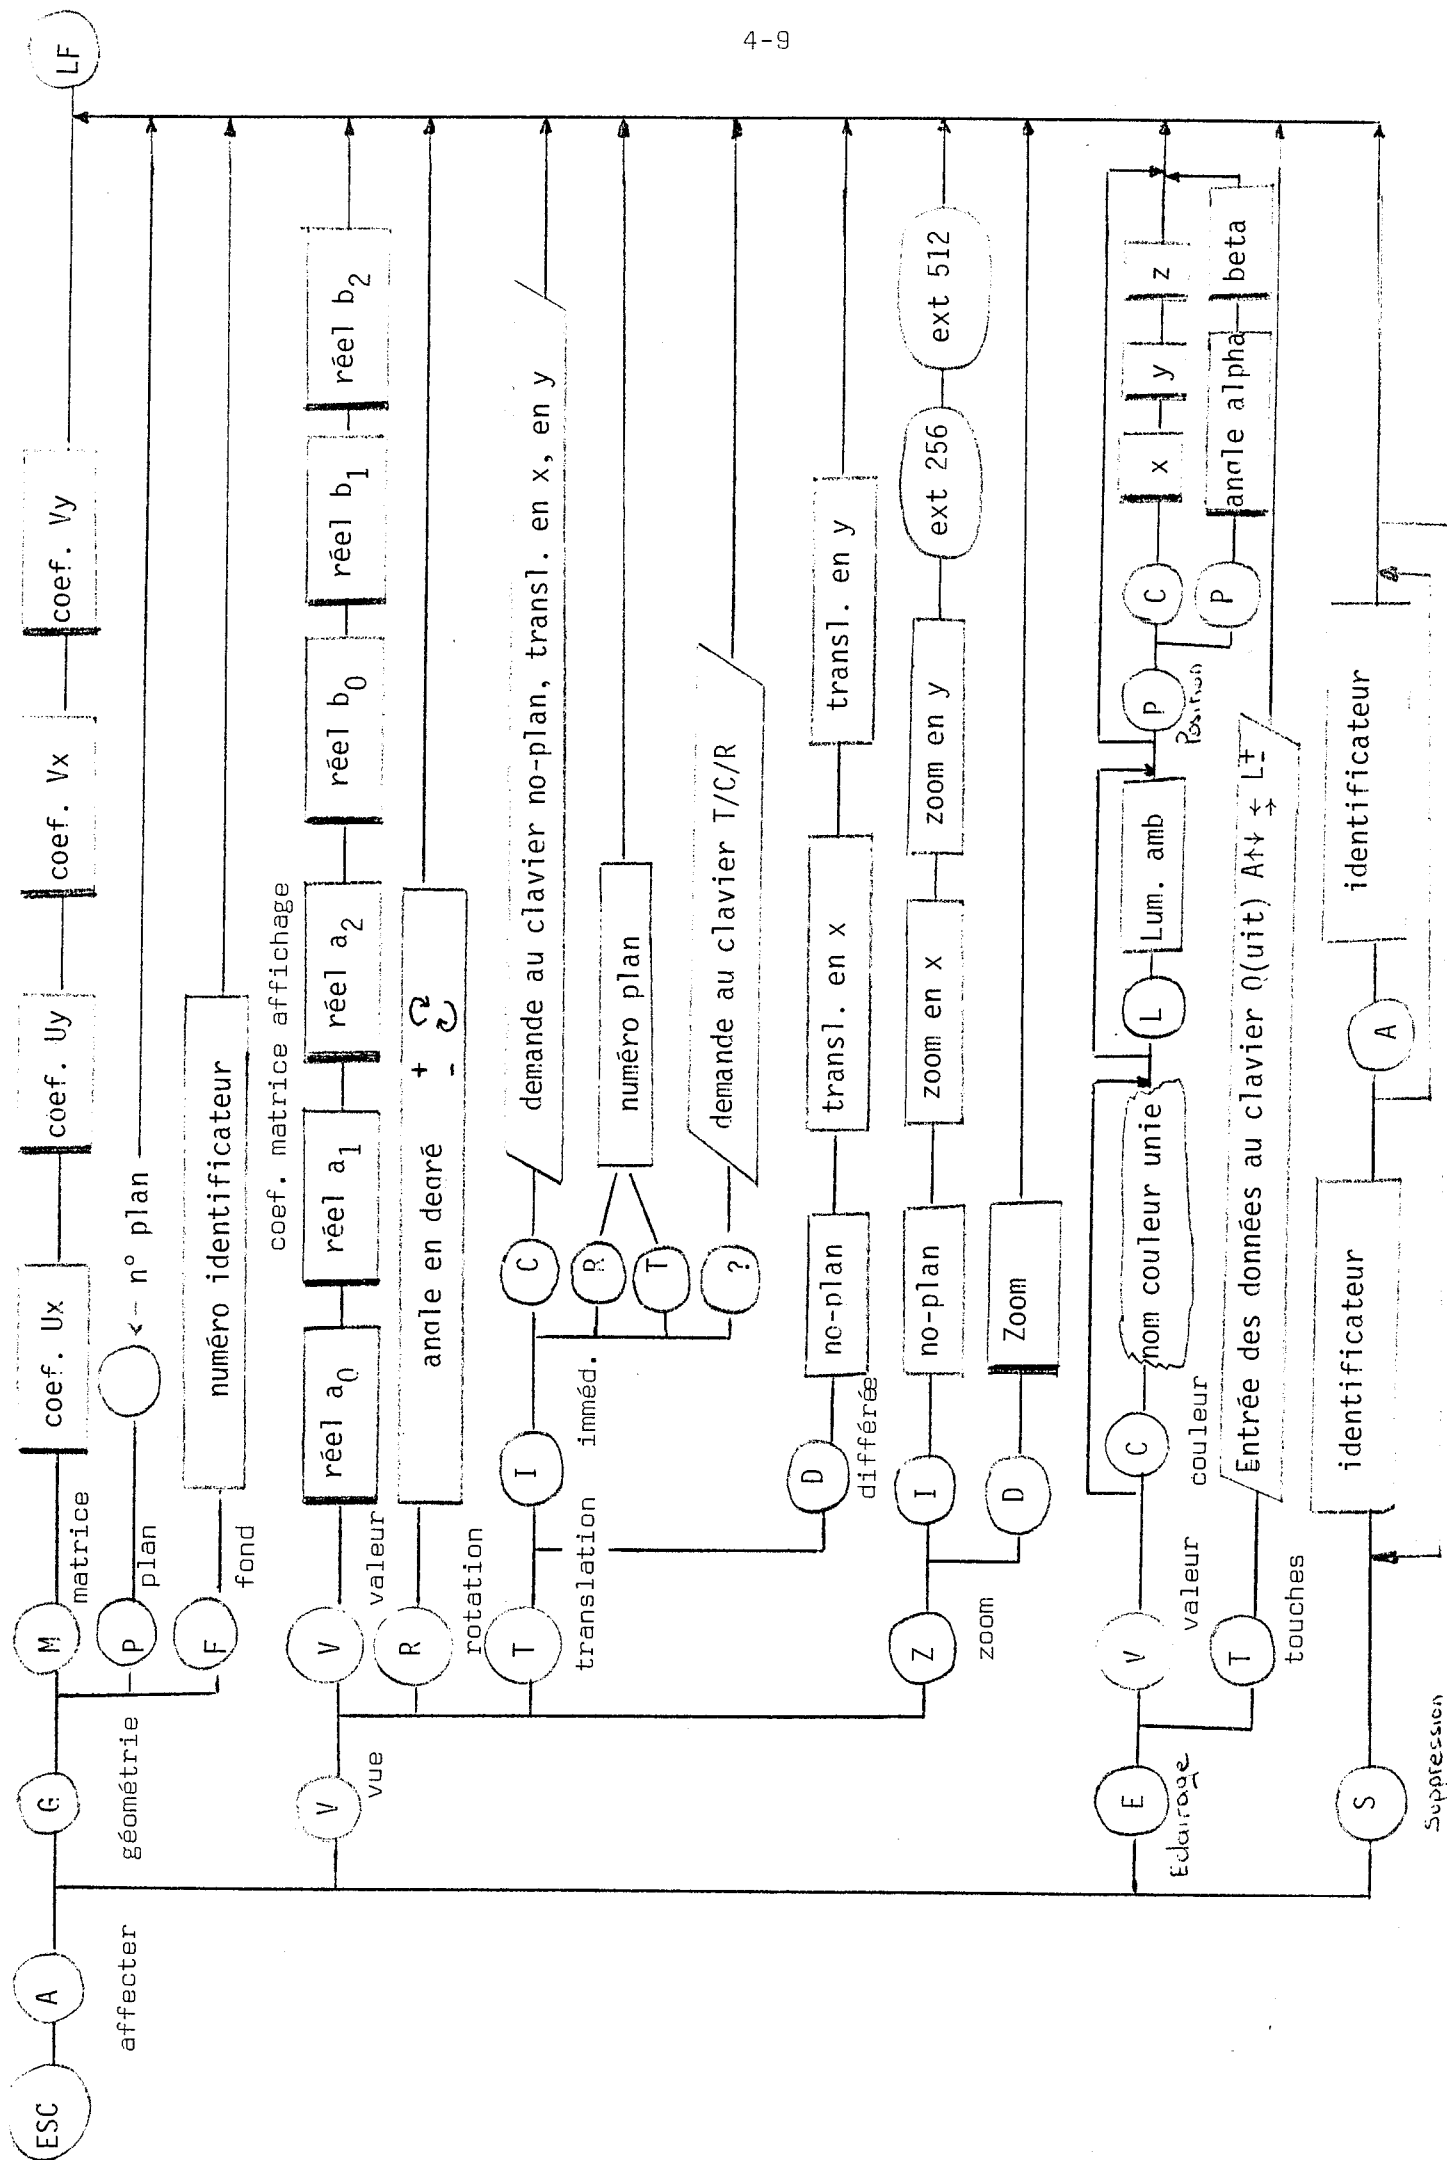 4-9
ESC A G M coef. Ux coef. Uy coef. Vx coef. Vy LF
affecter géométrie matrice
P <- n° plan
plan
F numéro identificateur
fond
coef. matrice affichage
V V réel a0 réel a1 réel a2 réel b0 réel b1 réel b2
vue valeur
R angle en degré + -
rotation
T I C demande au clavier no-plan, transl. en x, en y
translation imméd.
R numéro plan
T
? demande au clavier T/C/R
D no-plan transl. en x transl. en y
différée
Z I no-plan zoom en x zoom en y ext 256 ext 512
zoom
D Zoom
E V C nom couleur unie L Lum. amb P C x y z
Eclairage valeur couleur Position
P angle alpha beta
T Entrée des données au clavier Q(uit) A↑↓ ← → L±
touches
S identificateur A identificateur
Suppression